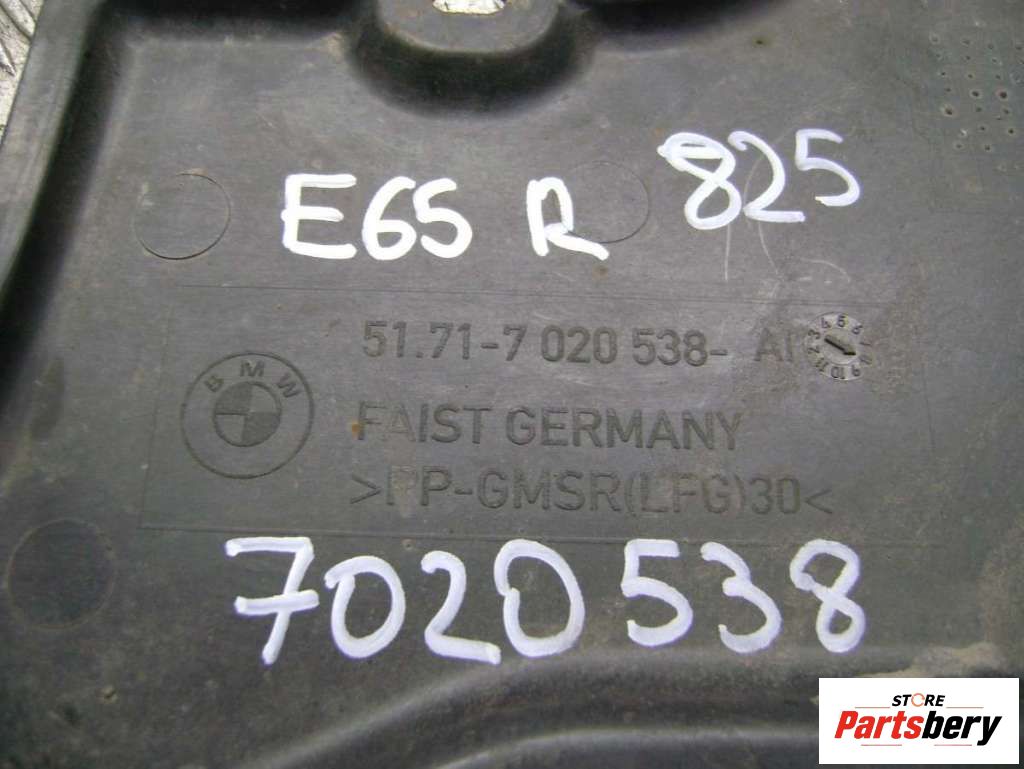 E65 R 825
51.71-7 020 538- AI
BMW
FAIST GERMANY
>PP-GMSR(LFG)30<
7020538
STORE
Partsbery